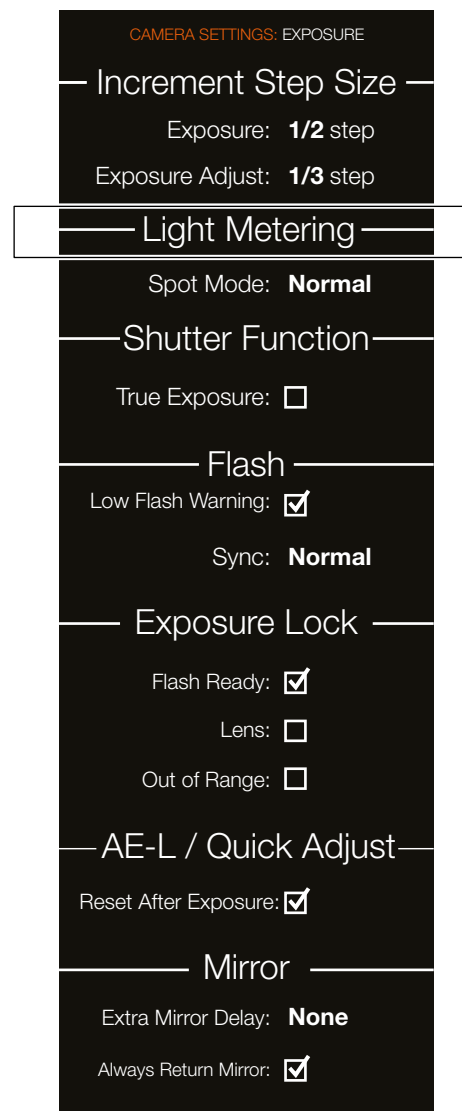 CAMERA SETTINGS: EXPOSURE
Increment Step Size
Exposure: 1/2 step
Exposure Adjust: 1/3 step
Light Metering
Spot Mode: Normal
Shutter Function
True Exposure:
Flash
Low Flash Warning:
Sync: Normal
Exposure Lock
Flash Ready:
Lens:
Out of Range:
AE-L / Quick Adjust
Reset After Exposure:
Mirror
Extra Mirror Delay: None
Always Return Mirror: